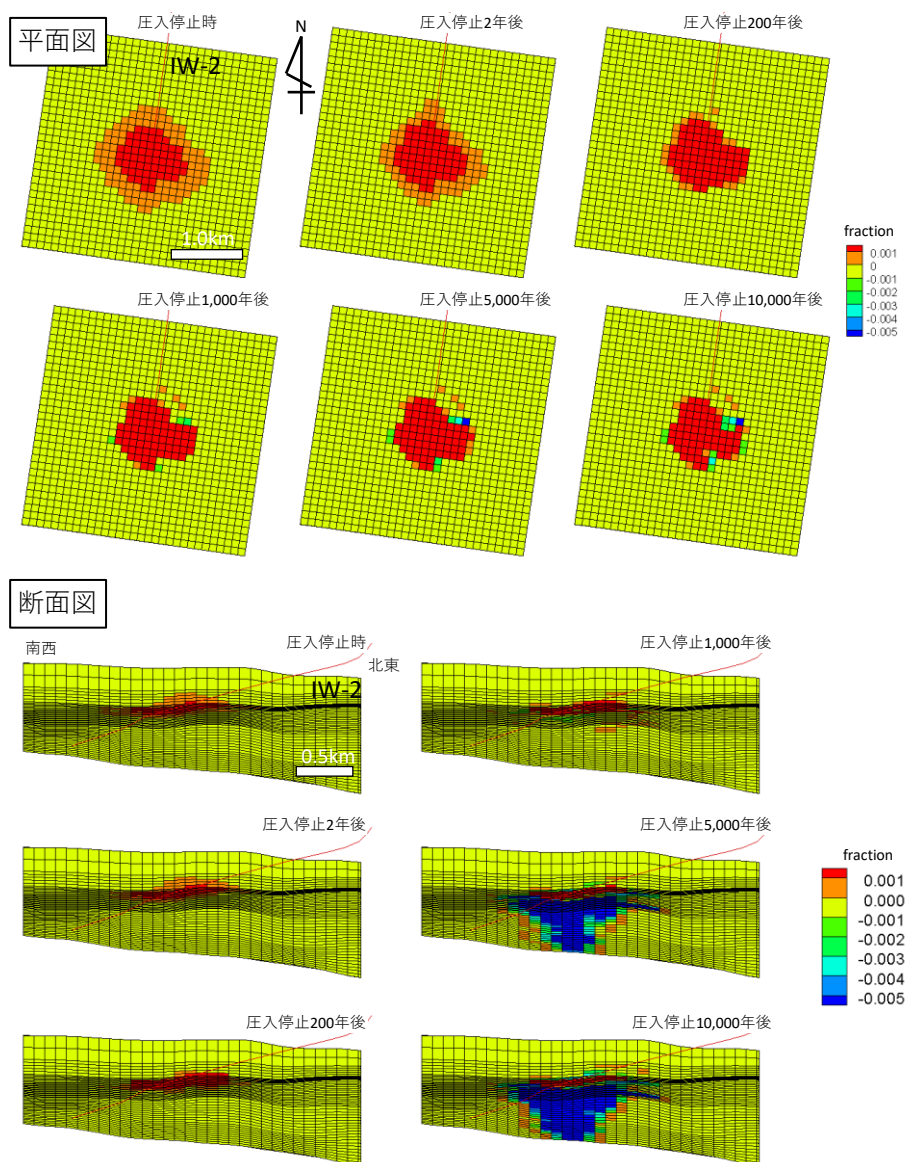 平面図
圧入停止時
圧入停止2年後
圧入停止200年後
N
IW-2
1.0km
fraction
0.001
0
-0.001
-0.002
-0.003
-0.004
-0.005
圧入停止1,000年後
圧入停止5,000年後
圧入停止10,000年後
断面図
南西
圧入停止時
北東
IW-2
0.5km
圧入停止1,000年後
圧入停止2年後
圧入停止5,000年後
fraction
0.001
0.000
-0.001
-0.002
-0.003
-0.004
-0.005
圧入停止200年後
圧入停止10,000年後